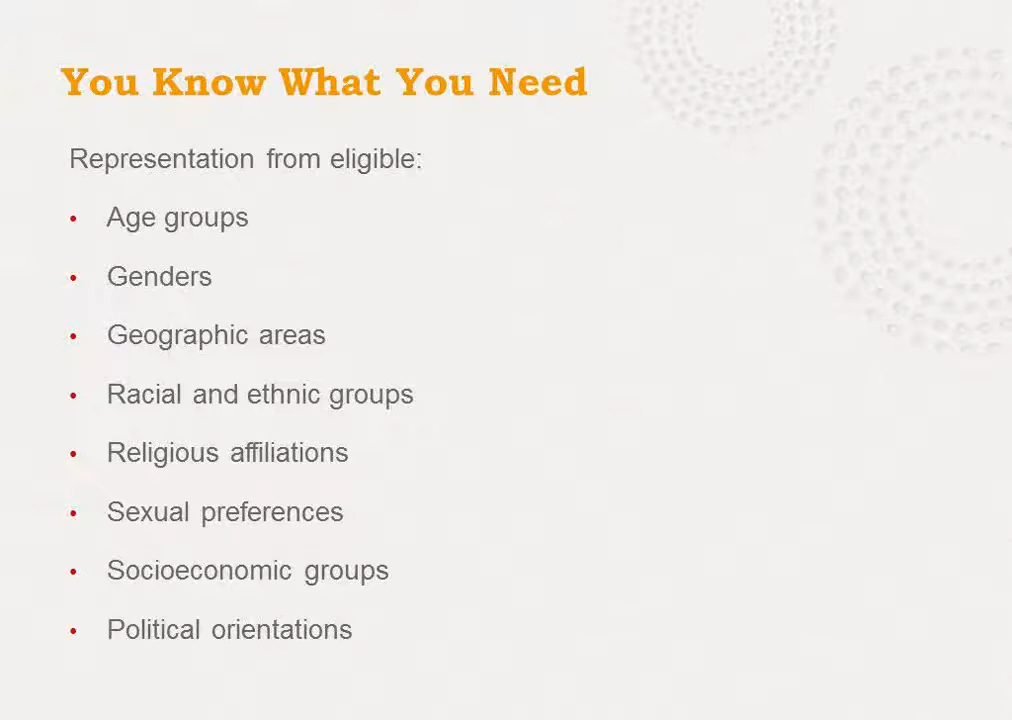 You Know What You Need
Representation from eligible:
• Age groups
• Genders
• Geographic areas
• Racial and ethnic groups
• Religious affiliations
• Sexual preferences
• Socioeconomic groups
• Political orientations